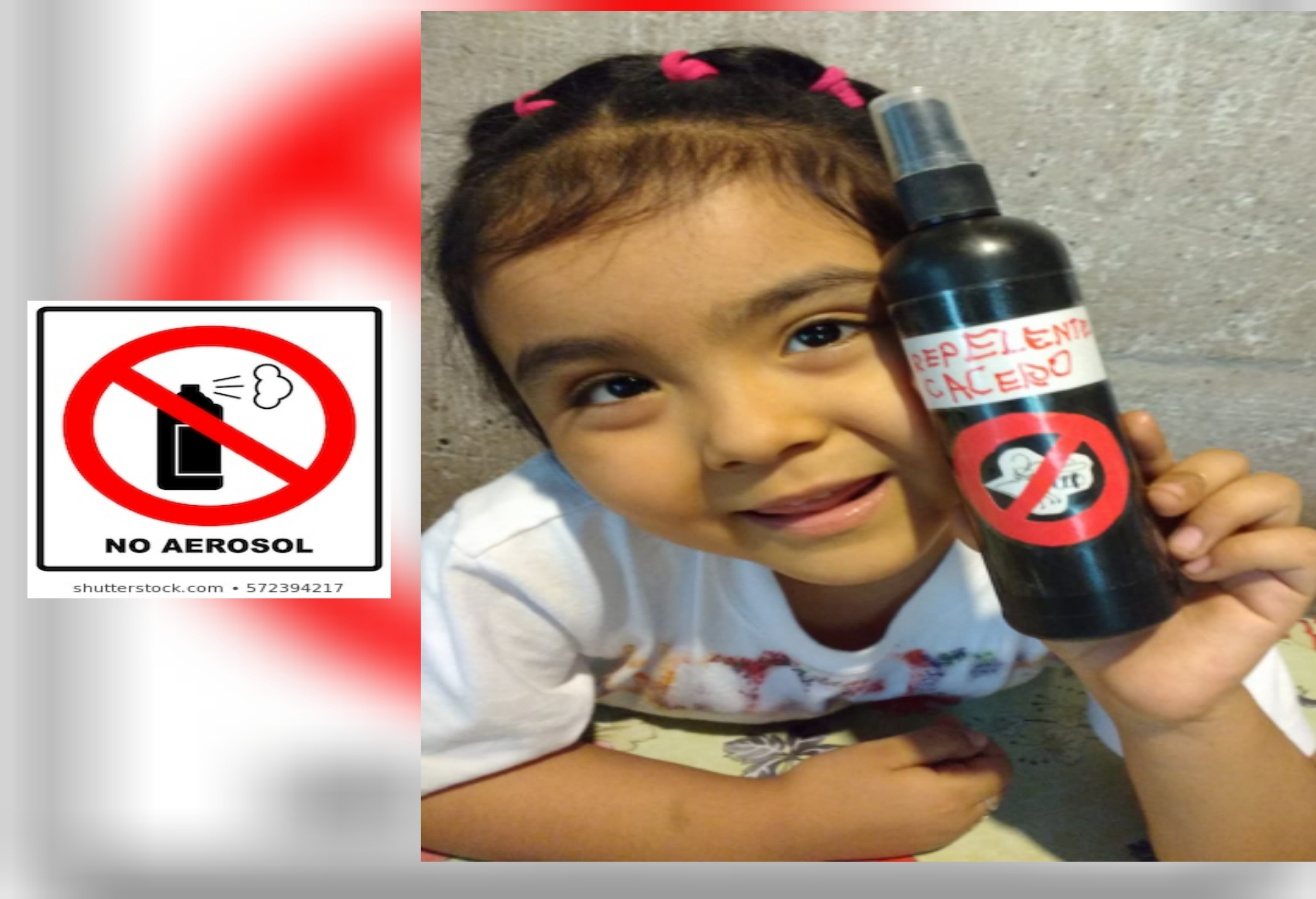 NO AEROSOL
shutterstock.com • 572394217
REPELENTE
CACERO